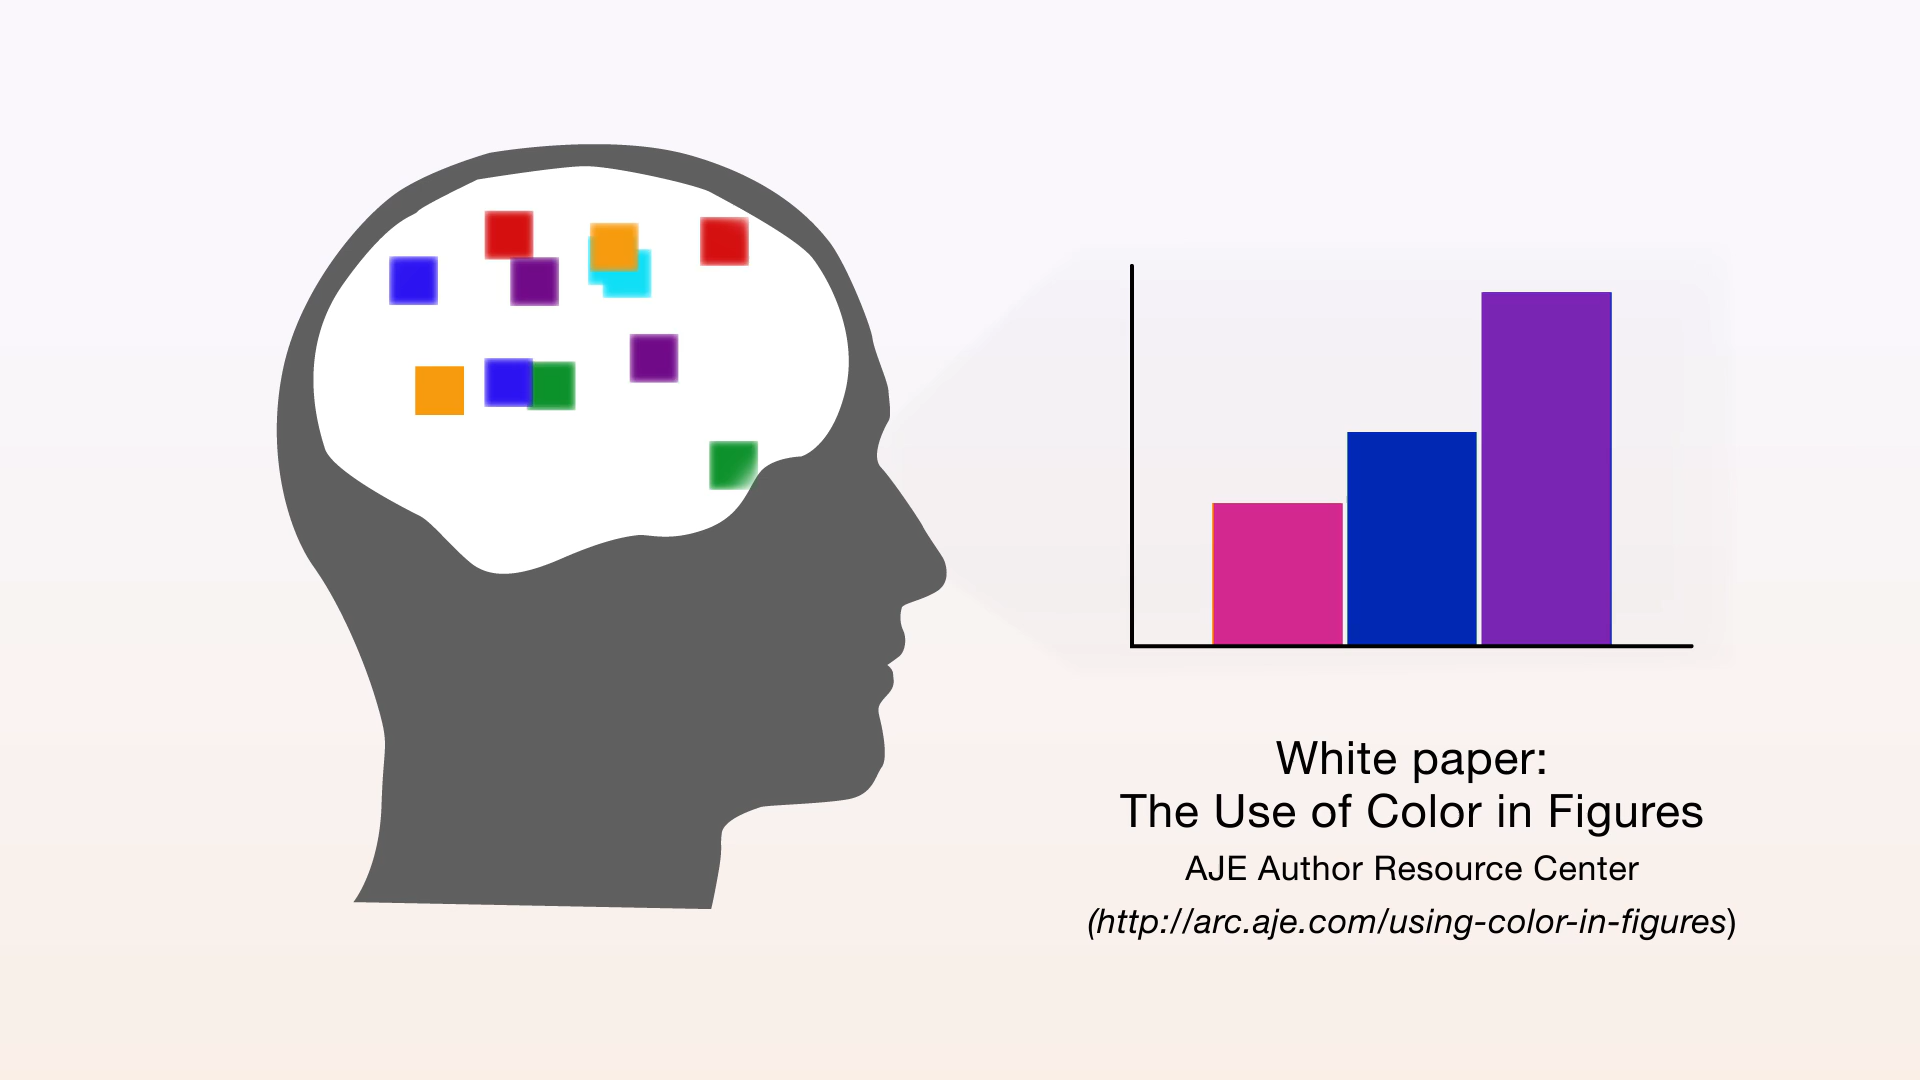 White paper:
The Use of Color in Figures
AJE Author Resource Center
(http://arc.aje.com/using-color-in-figures)